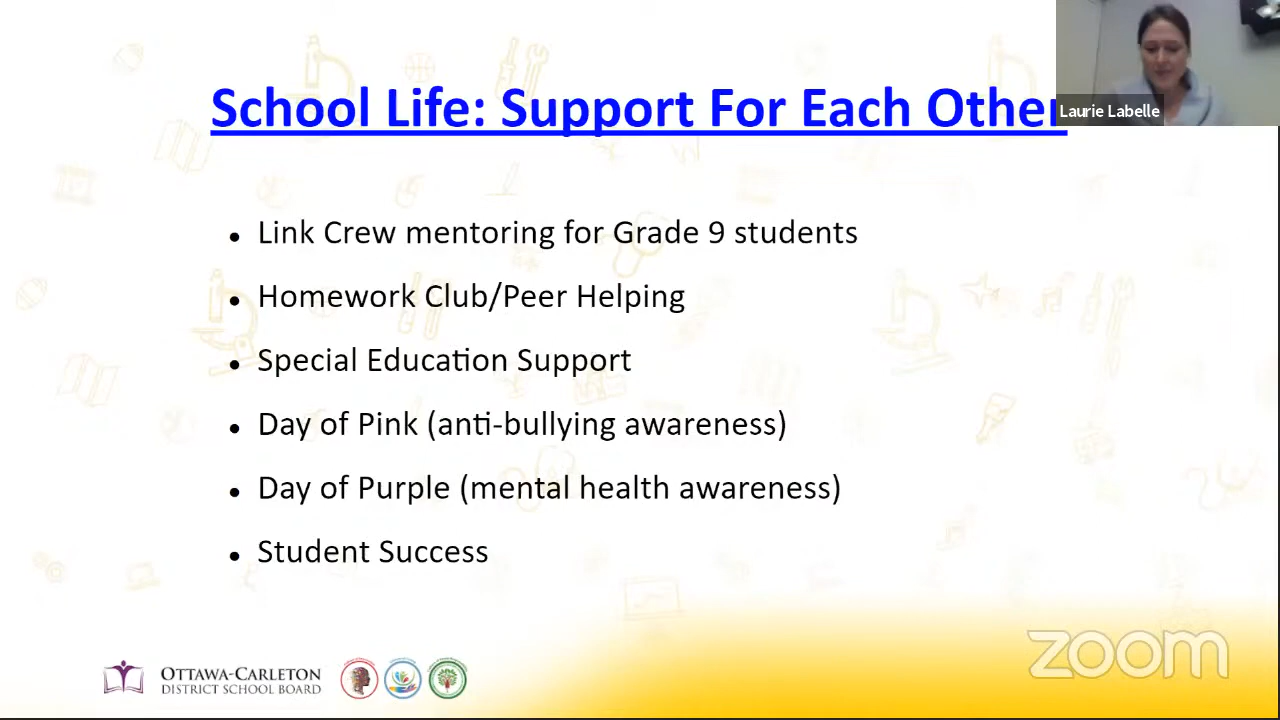 School Life: Support For Each Other
Laurie Labelle
Link Crew mentoring for Grade 9 students
Homework Club/Peer Helping
Special Education Support
Day of Pink (anti-bullying awareness)
Day of Purple (mental health awareness)
Student Success
OTTAWA-CARLETON
DISTRICT SCHOOL BOARD
zoom